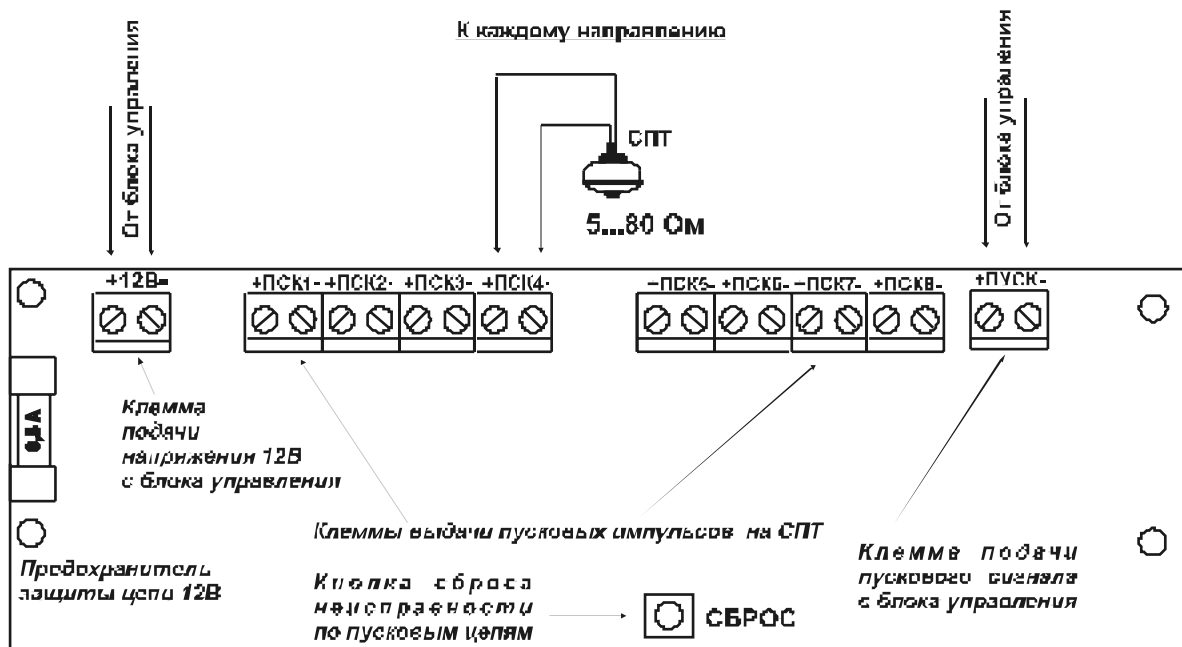 От блока управления
К каждому направлению
От блока управления
СПТ
5...80 Ом
+12В-
+ПСК1-
+ПСК2-
+ПСК3-
+ПСК4-
–ПСК5-
+ПСК6-
–ПСК7-
+ПСК8-
+ПУСК-
Клемма
подачи
напряжения 12В
с блока управления
Клеммы выдачи пусковых импульсов на СПТ
Клемма подачи
пускового сигнала
с блока управления
Предохранитель
защиты цепи 12В
Кнопка сброса
неисправности
по пусковым цепям
СБРОС